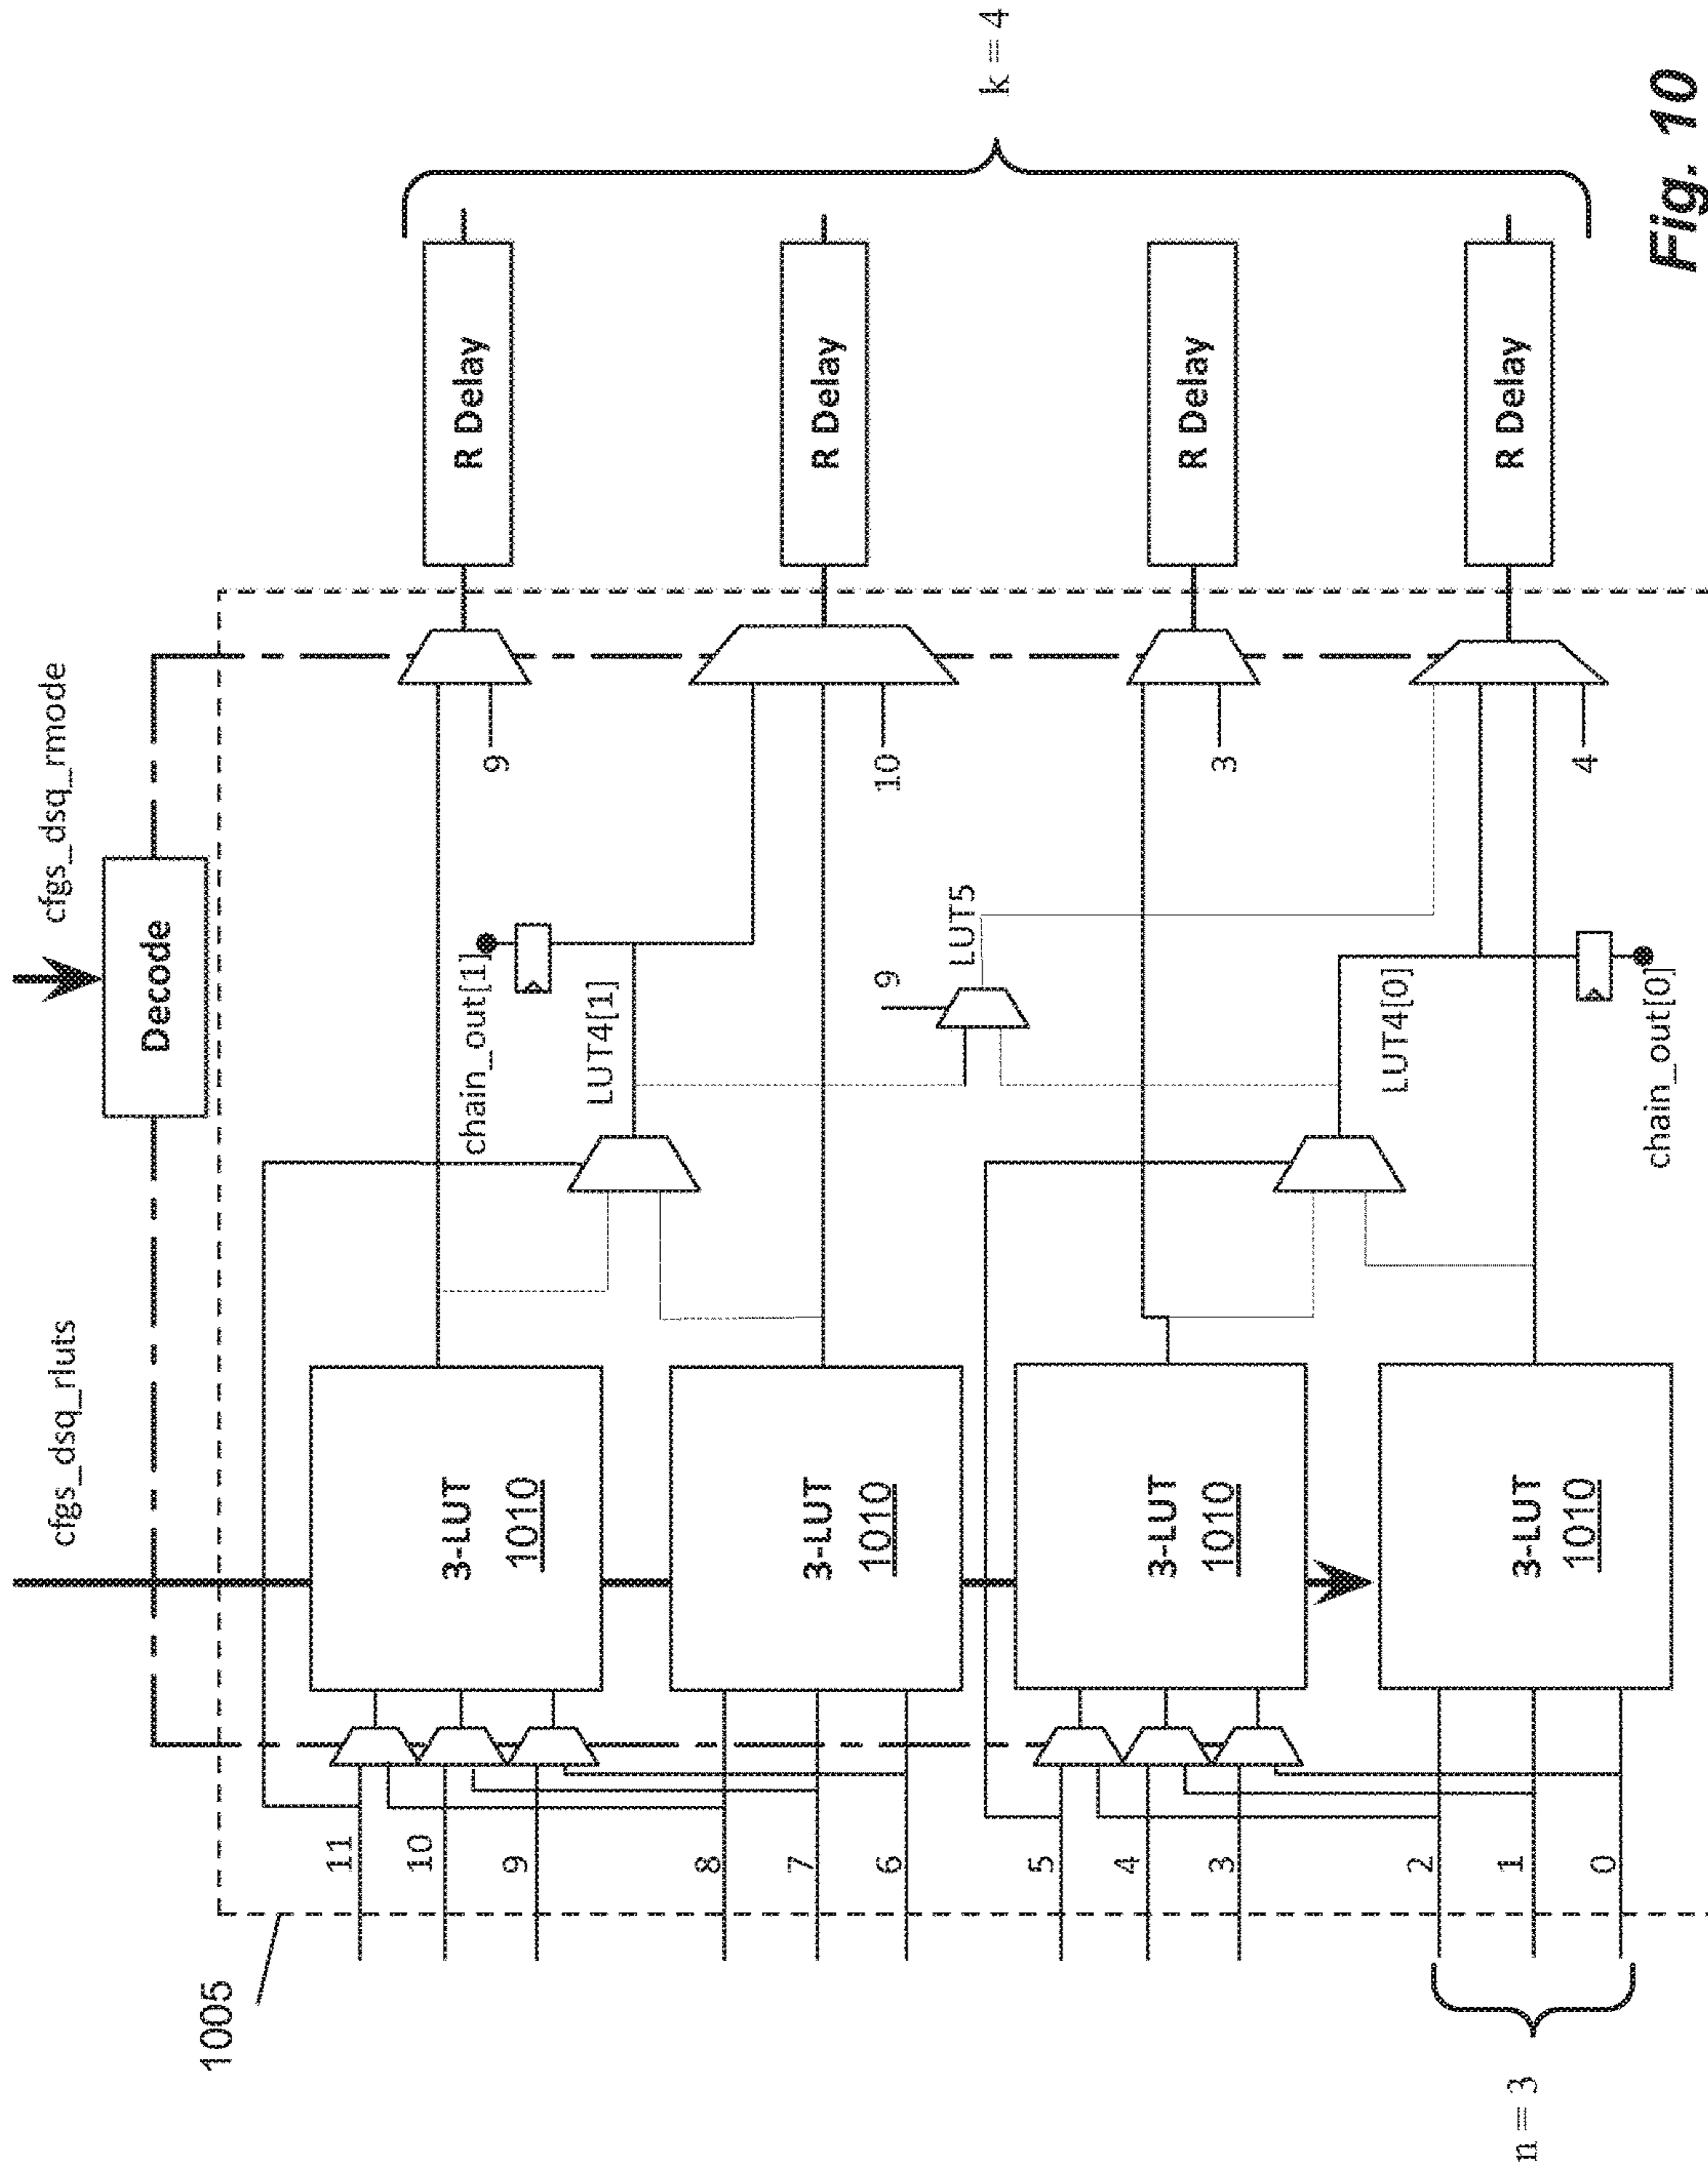 cfgs_dsq_rluts
cfgs_dsq_rmode
Decode
1005
11
10
9
3-LUT
1010
chain_out[1]
LUT4[1]
9
R Delay
8
7
6
3-LUT
1010
10
R Delay
9
LUT5
k = 4
5
4
3
3-LUT
1010
3
R Delay
LUT4[0]
2
1
0
3-LUT
1010
4
R Delay
n = 3
chain_out[0]
Fig. 10